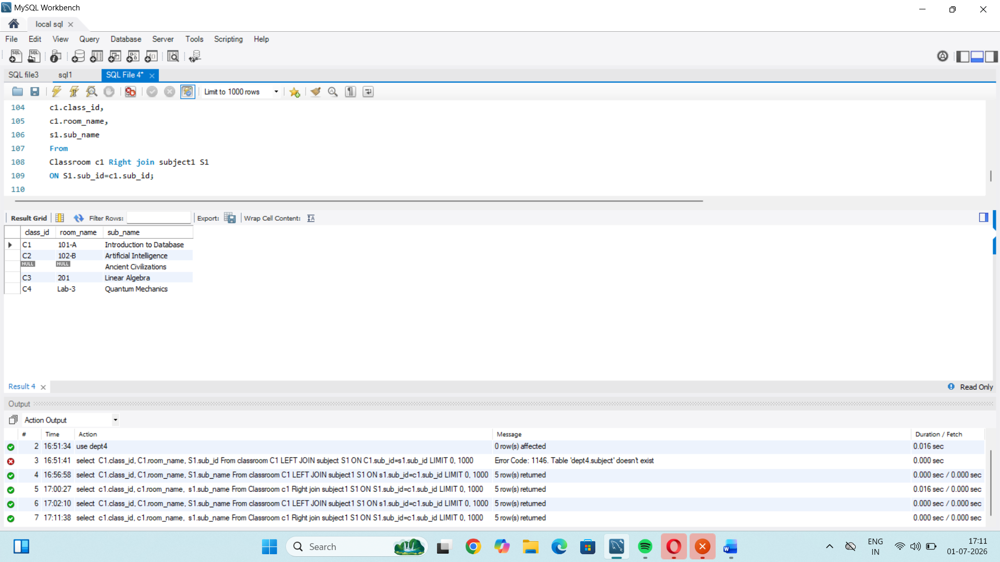 MySQL Workbench
local sql
File Edit View Query Database Server Tools Scripting Help
SQL file3 sql1 SQL File 4*
Limit to 1000 rows
104 c1.class_id,
105 c1.room_name,
106 s1.sub_name
107 From
108 Classroom c1 Right join subject1 S1
109 ON S1.sub_id=c1.sub_id;
110
Result Grid Filter Rows: Export: Wrap Cell Content:
class_id room_name sub_name
C1 101-A Introduction to Database
C2 102-B Artificial Intelligence
NULL NULL Ancient Civilizations
C3 201 Linear Algebra
C4 Lab-3 Quantum Mechanics
Result 4 Read Only
Output
Action Output
# Time Action Message Duration / Fetch
2 16:51:34 use dept4 0 row(s) affected 0.016 sec
3 16:51:41 select C1.class_id, C1.room_name, S1.sub_id From classroom C1 LEFT JOIN subject S1 ON C1.sub_id=s1.sub_id LIMIT 0, 1000 Error Code: 1146. Table 'dept4.subject' doesn't exist 0.000 sec
4 16:56:58 select C1.class_id, C1.room_name, S1.sub_name From classroom C1 LEFT JOIN subject1 S1 ON s1.sub_id=c1.sub_id LIMIT 0, 1000 5 row(s) returned 0.000 sec / 0.000 sec
5 17:00:27 select c1.class_id, c1.room_name, s1.sub_name From Classroom c1 Right join subject1 S1 ON S1.sub_id=c1.sub_id LIMIT 0, 1000 5 row(s) returned 0.016 sec / 0.000 sec
6 17:02:10 select C1.class_id, C1.room_name, S1.sub_name From classroom C1 LEFT JOIN subject1 S1 ON s1.sub_id=c1.sub_id LIMIT 0, 1000 5 row(s) returned 0.000 sec / 0.000 sec
7 17:11:38 select c1.class_id, c1.room_name, s1.sub_name From Classroom c1 Right join subject1 S1 ON S1.sub_id=c1.sub_id LIMIT 0, 1000 5 row(s) returned 0.000 sec / 0.000 sec
Search
ENG
IN
17:11
01-07-2026